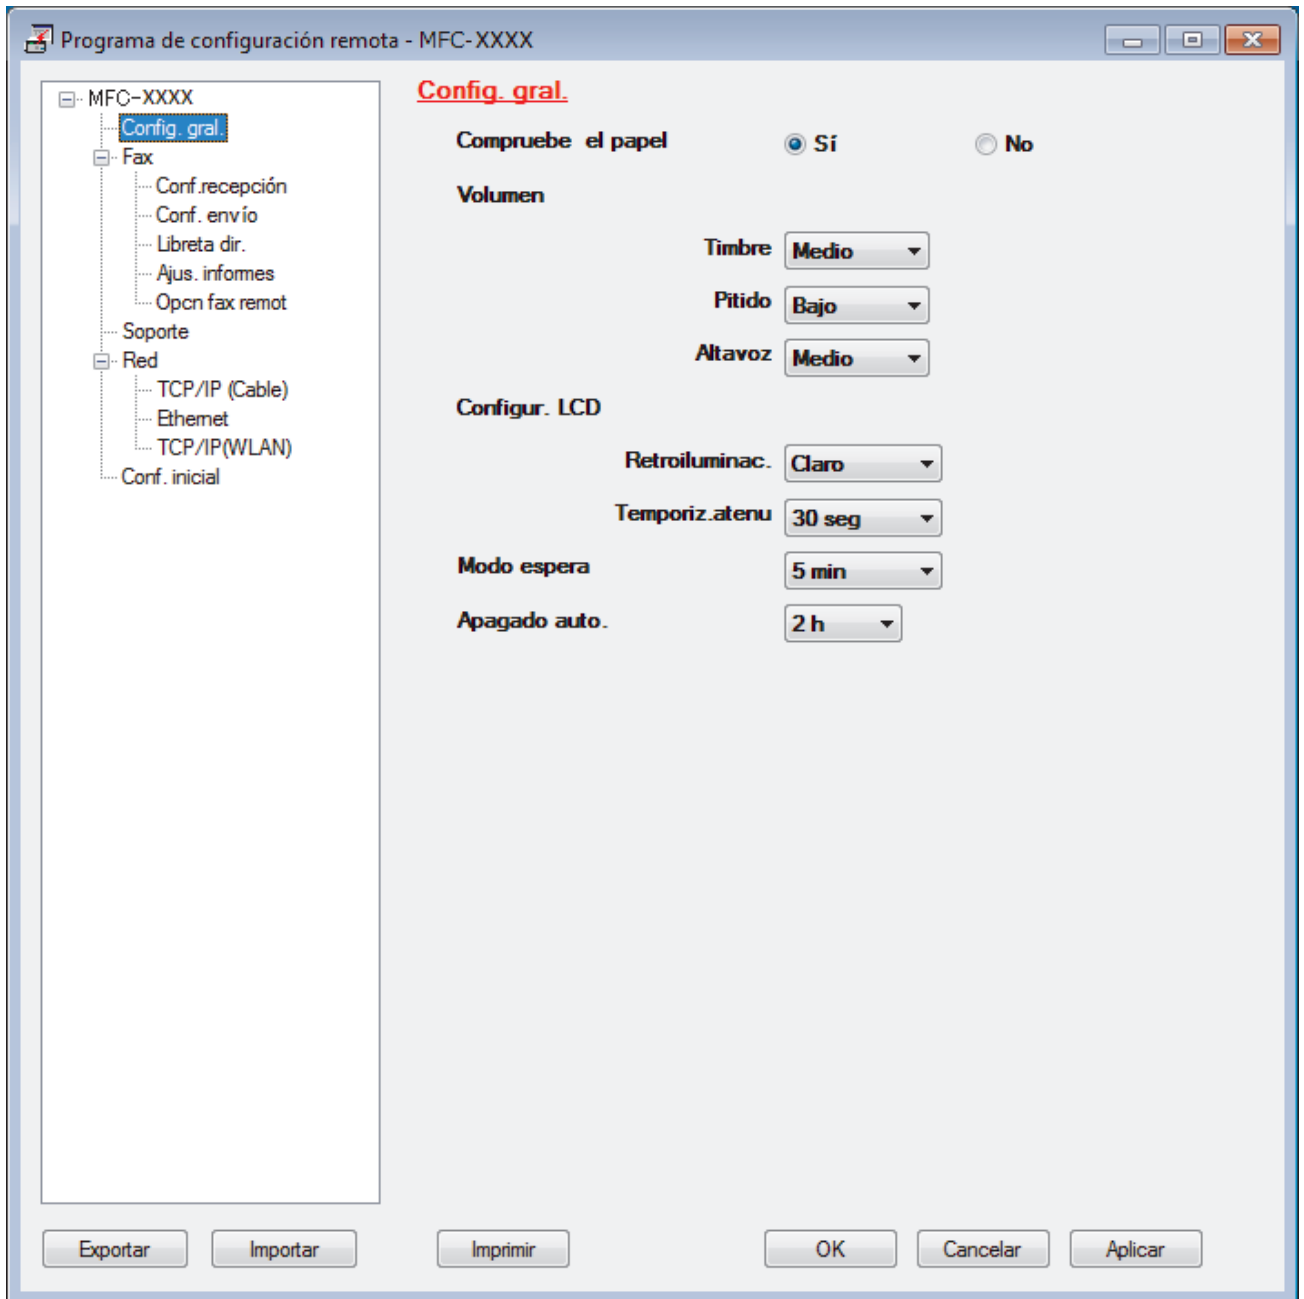 Programa de configuración remota - MFC-XXXX
MFC-XXXX
Config. gral.
Fax
Conf.recepción
Conf. envío
Libreta dir.
Ajus. informes
Opcn fax remot
Soporte
Red
TCP/IP (Cable)
Ethernet
TCP/IP(WLAN)
Conf. inicial
Config. gral.
Compruebe el papel Sí No
Volumen
Timbre Medio
Pitido Bajo
Altavoz Medio
Configur. LCD
Retroiluminac. Claro
Temporiz.atenu 30 seg
Modo espera 5 min
Apagado auto. 2 h
Exportar Importar Imprimir OK Cancelar Aplicar